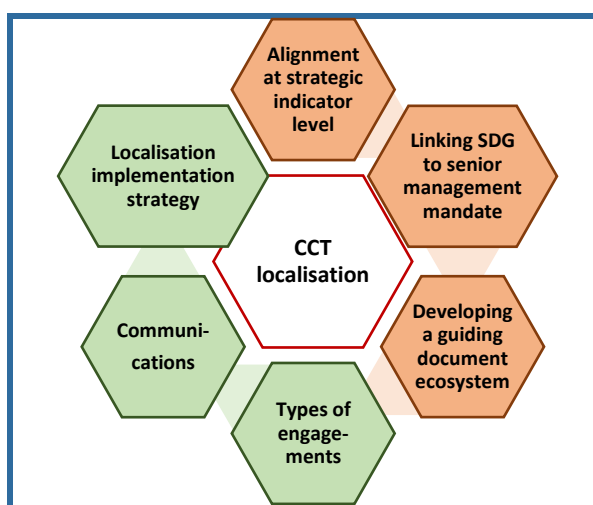 Alignment
at strategic
indicator
level
Linking SDG
to senior
management
mandate
Developing
a guiding
document
ecosystem
Types of
engage-
ments
Communi-
cations
Localisation
implementation
strategy
CCT
localisation